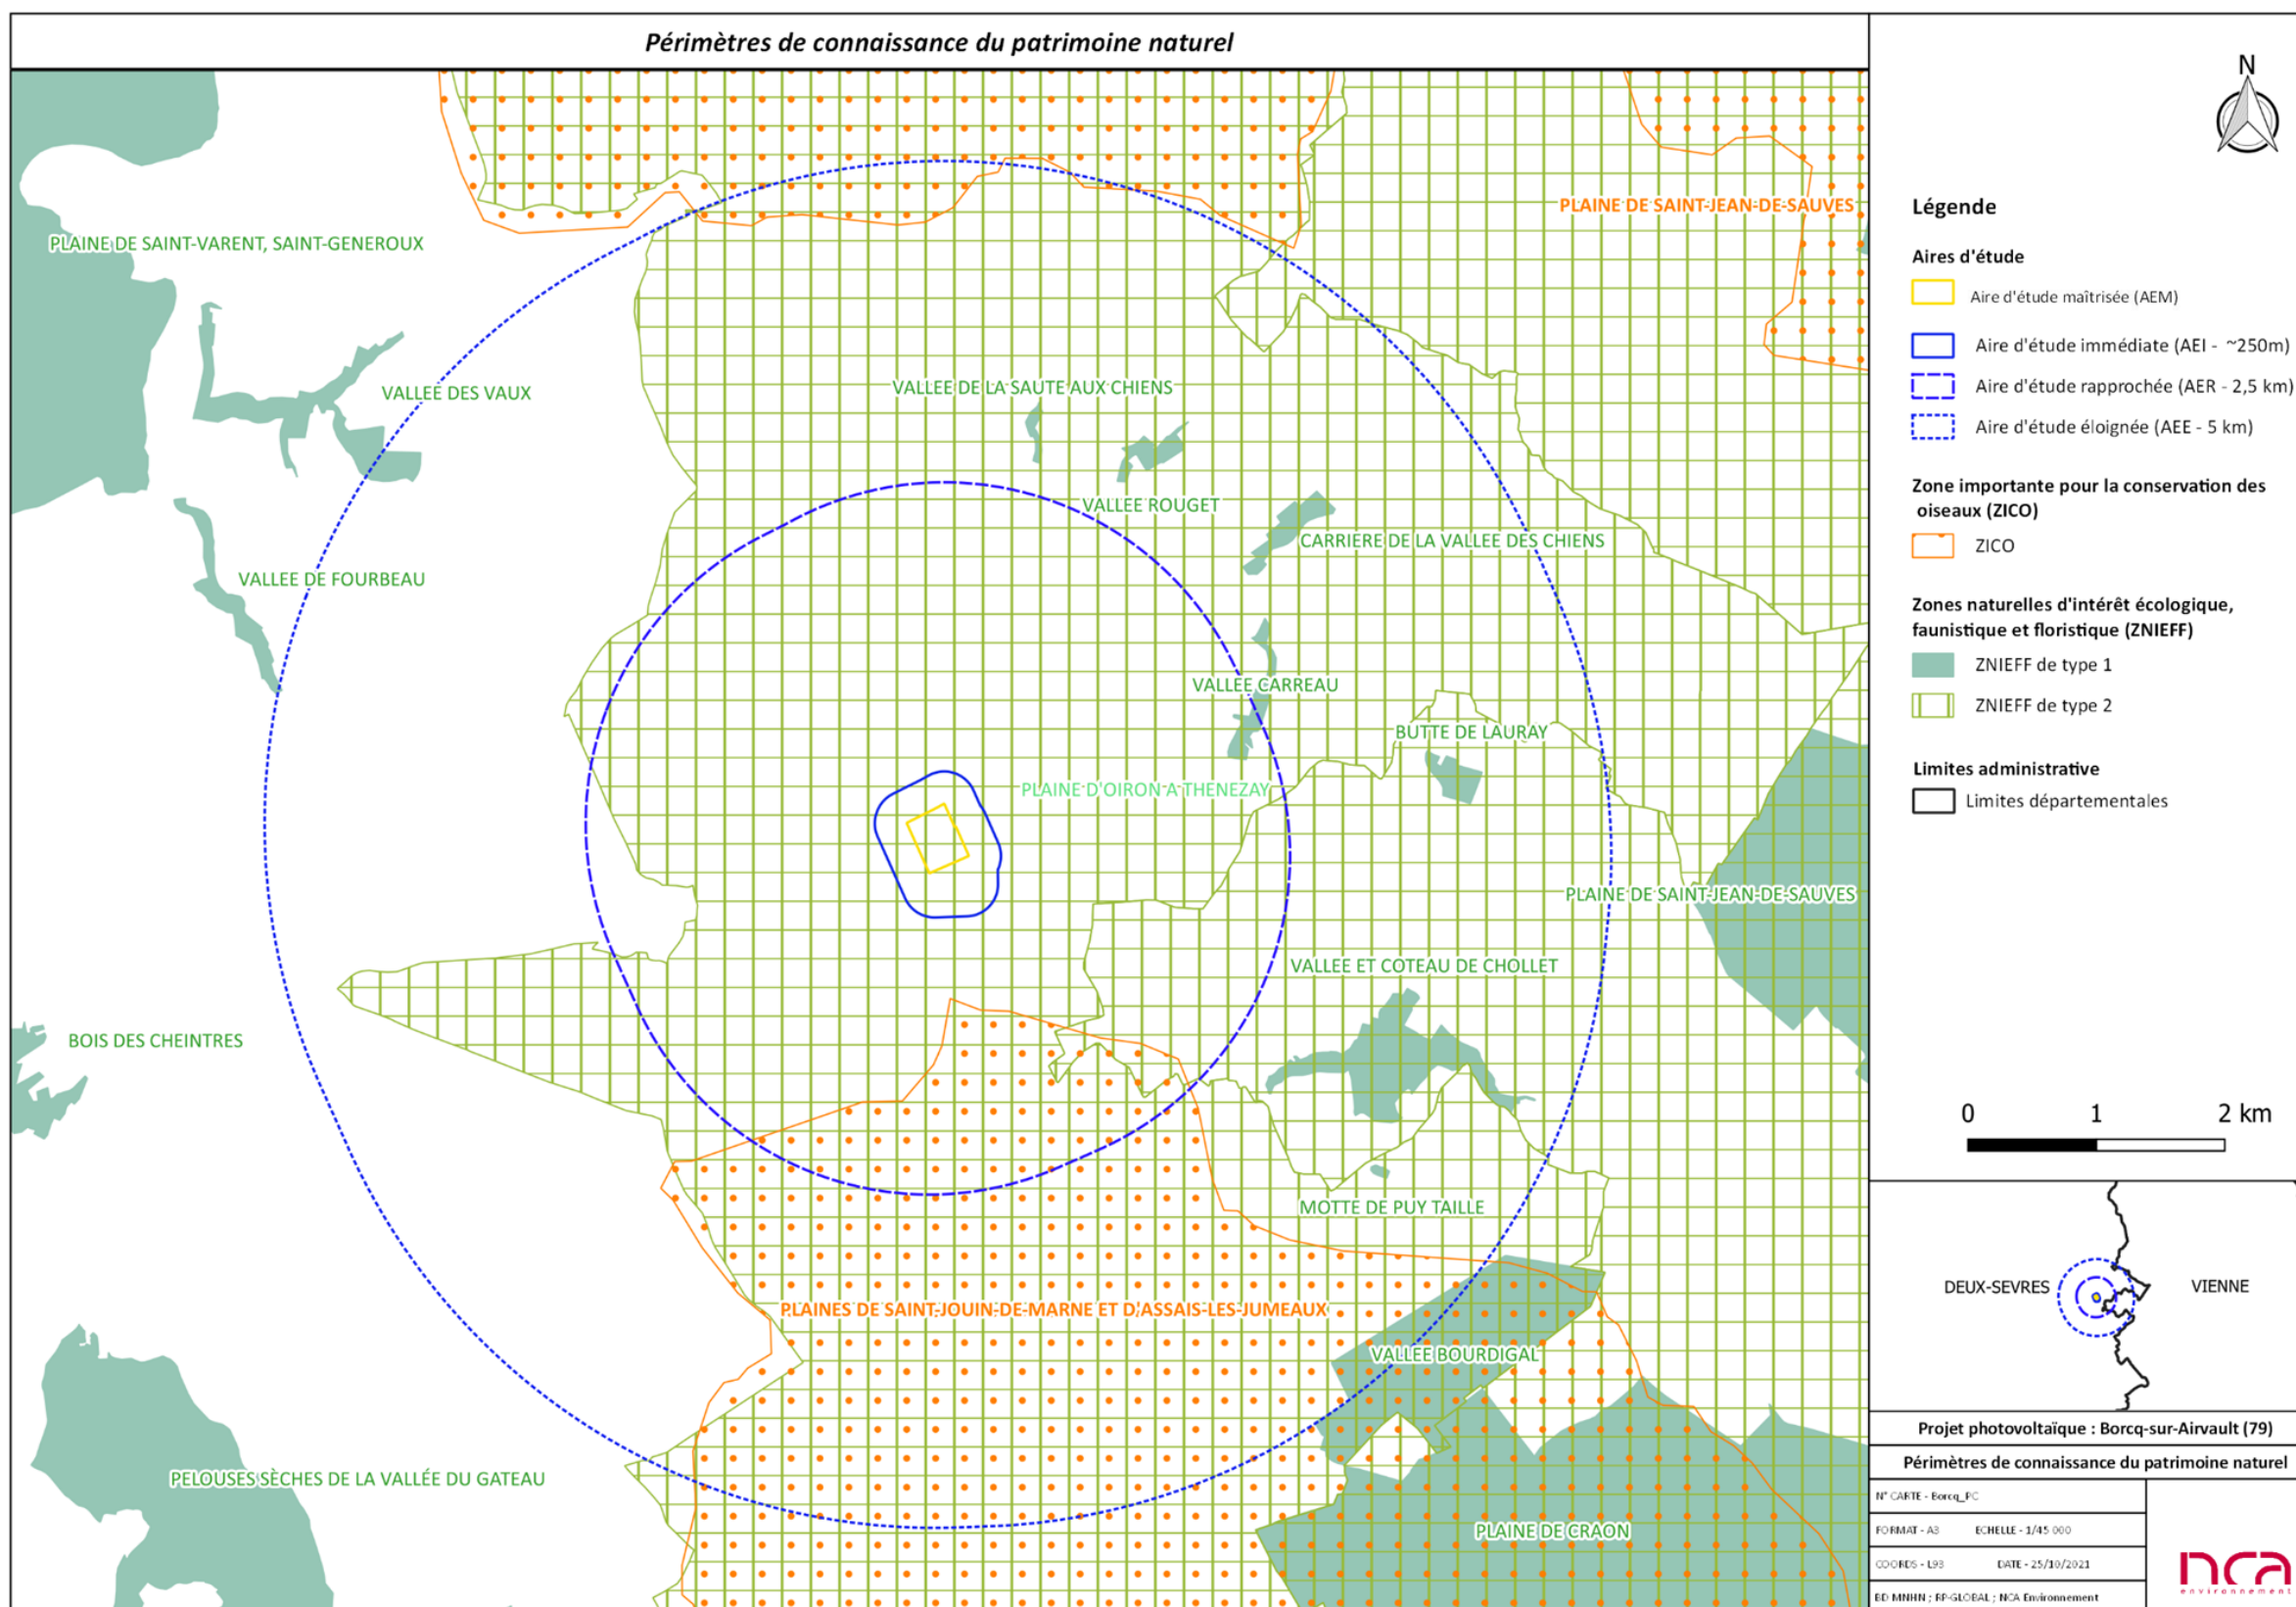 Périmètres de connaissance du patrimoine naturel
PLAINE DE SAINT-JEAN-DE-SAUVES
PLAINE DE SAINT-VARENT, SAINT-GENEROUX
VALLEE DES VAUX
VALLEE DE LA SAUTE AUX CHIENS
VALLEE ROUGET
CARRIERE DE LA VALLEE DES CHIENS
VALLEE DE FOURBEAU
VALLEE CARREAU
BUTTE DE LAURAY
PLAINE D'OIRON A THENEZAY
PLAINE DE SAINT-JEAN-DE-SAUVES
VALLEE ET COTEAU DE CHOLLET
BOIS DES CHEINTRES
MOTTE DE PUY TAILLE
PLAINES DE SAINT-JOUIN-DE-MARNE ET D'ASSAIS-LES-JUMEAUX
VALLEE BOURDIGAL
PELOUSES SÈCHES DE LA VALLÉE DU GATEAU
PLAINE DE CRAON
N
Légende
Aires d'étude
Aire d'étude maîtrisée (AEM)
Aire d'étude immédiate (AEI - ~250m)
Aire d'étude rapprochée (AER - 2,5 km)
Aire d'étude éloignée (AEE - 5 km)
Zone importante pour la conservation des
oiseaux (ZICO)
ZICO
Zones naturelles d'intérêt écologique,
faunistique et floristique (ZNIEFF)
ZNIEFF de type 1
ZNIEFF de type 2
Limites administrative
Limites départementales
0 1 2 km
DEUX-SEVRES VIENNE
Projet photovoltaïque : Borcq-sur-Airvault (79)
Périmètres de connaissance du patrimoine naturel
N° CARTE - Borcq_PC
FORMAT - A3 ECHELLE - 1/45 000
COORDS - L93 DATE - 25/10/2021
BD MNHN ; RP-GLOBAL ; NCA Environnement
nca
environnement